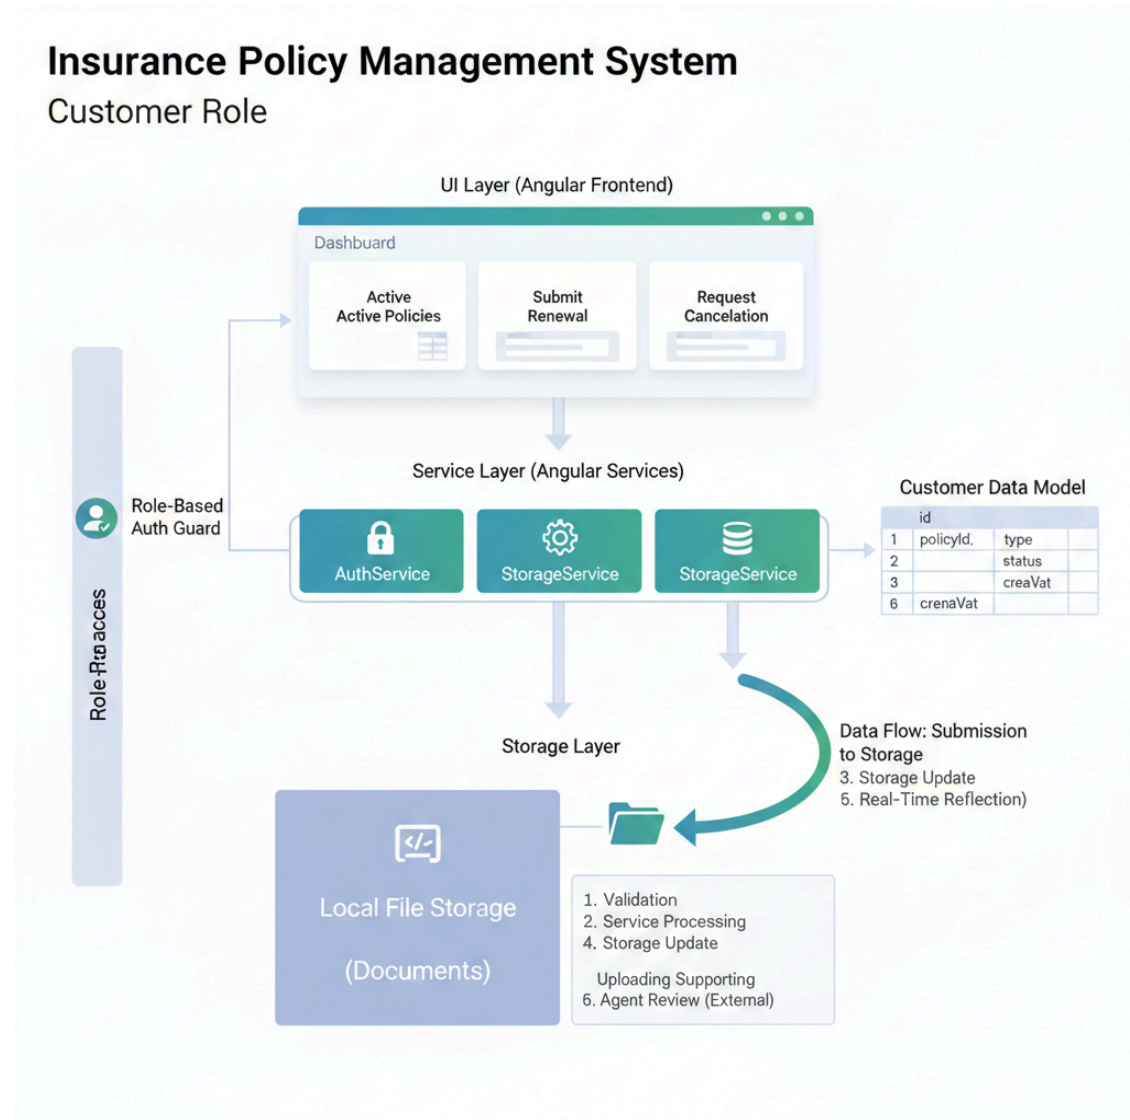 Insurance Policy Management System
Customer Role
UI Layer (Angular Frontend)
Dashbuard
Active
Active Policies
Submit
Renewal
Request
Cancelation
Role-Based
Auth Guard
Service Layer (Angular Services)
AuthService
StorageService
StorageService
Customer Data Model
id
1 policyId, type
2 status
3 creaVat
6 crenaVat
Storage Layer
Data Flow: Submission
to Storage
3. Storage Update
5. Real-Time Reflection)
Local File Storage
(Documents)
1. Validation
2. Service Processing
4. Storage Update
Uploading Supporting
6. Agent Review (External)